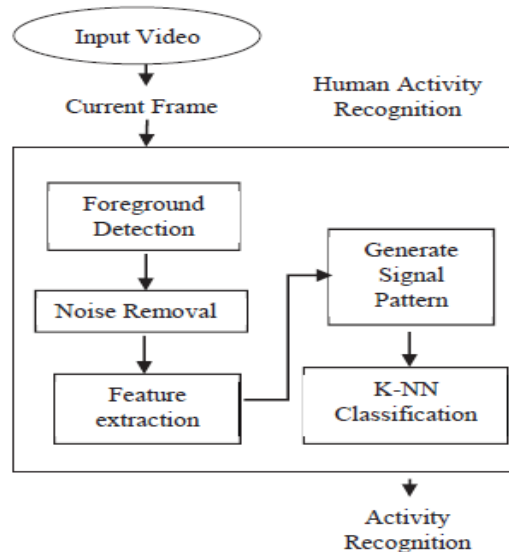 Input Video
Current Frame
Human Activity
Recognition
Foreground
Detection
Noise Removal
Feature
extraction
Generate
Signal
Pattern
K-NN
Classification
Activity
Recognition